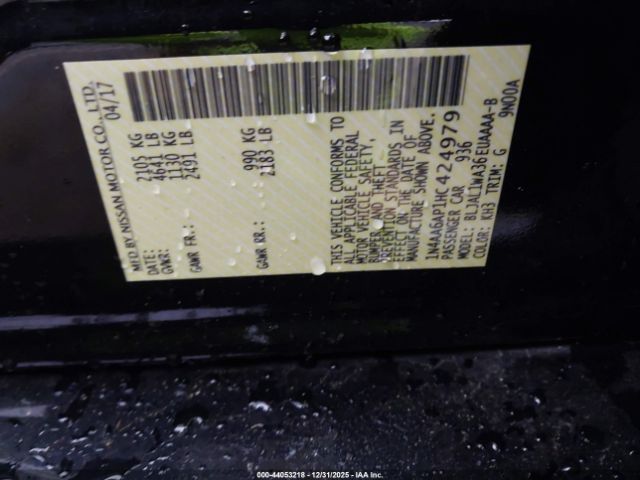 MFD BY NISSAN MOTOR CO., LTD.
DATE: 04/17
GVWR: 2105 KG
4641 LB
GAWR FR.: 1130 KG
2491 LB
GAWR RR.: 990 KG
2183 LB
THIS VEHICLE CONFORMS TO
ALL APPLICABLE FEDERAL
MOTOR VEHICLE SAFETY,
BUMPER, AND THEFT
PREVENTION STANDARDS IN
EFFECT ON THE DATE OF
MANUFACTURE SHOWN ABOVE.
1N4AA6AP1HC424979
PASSENGER CAR 936
MODEL: BLJALIWA36EUAAAA-B
COLOR: KH3 TRIM: G 9N00A
000-44053218 - 12/31/2025 - IAA Inc.